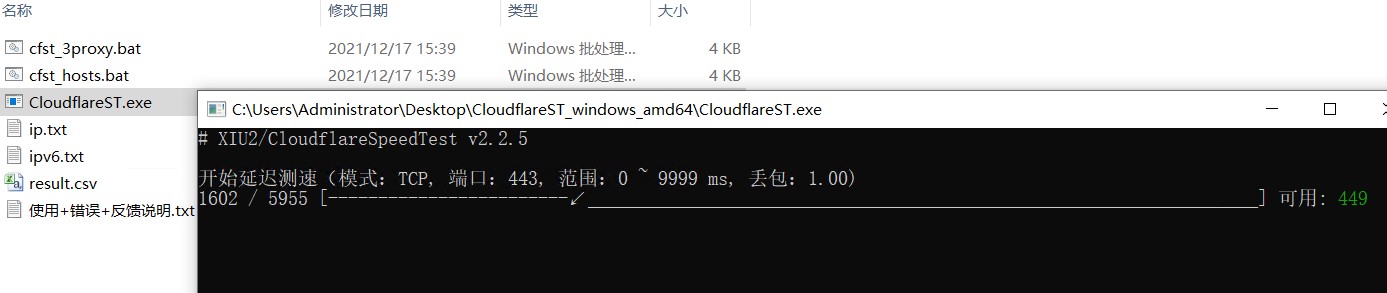 名称 修改日期 类型 大小
cfst_3proxy.bat 2021/12/17 15:39 Windows 批处理... 4 KB
cfst_hosts.bat 2021/12/17 15:39 Windows 批处理... 4 KB
CloudflareST.exe
ip.txt
ipv6.txt
result.csv
使用+错误+反馈说明.txt
C:\Users\Administrator\Desktop\CloudflareST_windows_amd64\CloudflareST.exe
# XIU2/CloudflareSpeedTest v2.2.5
开始延迟测速（模式：TCP, 端口：443, 范围：0 ~ 9999 ms, 丢包：1.00)
1602 / 5955 [------------------------↙___________________________________________________________________] 可用: 449